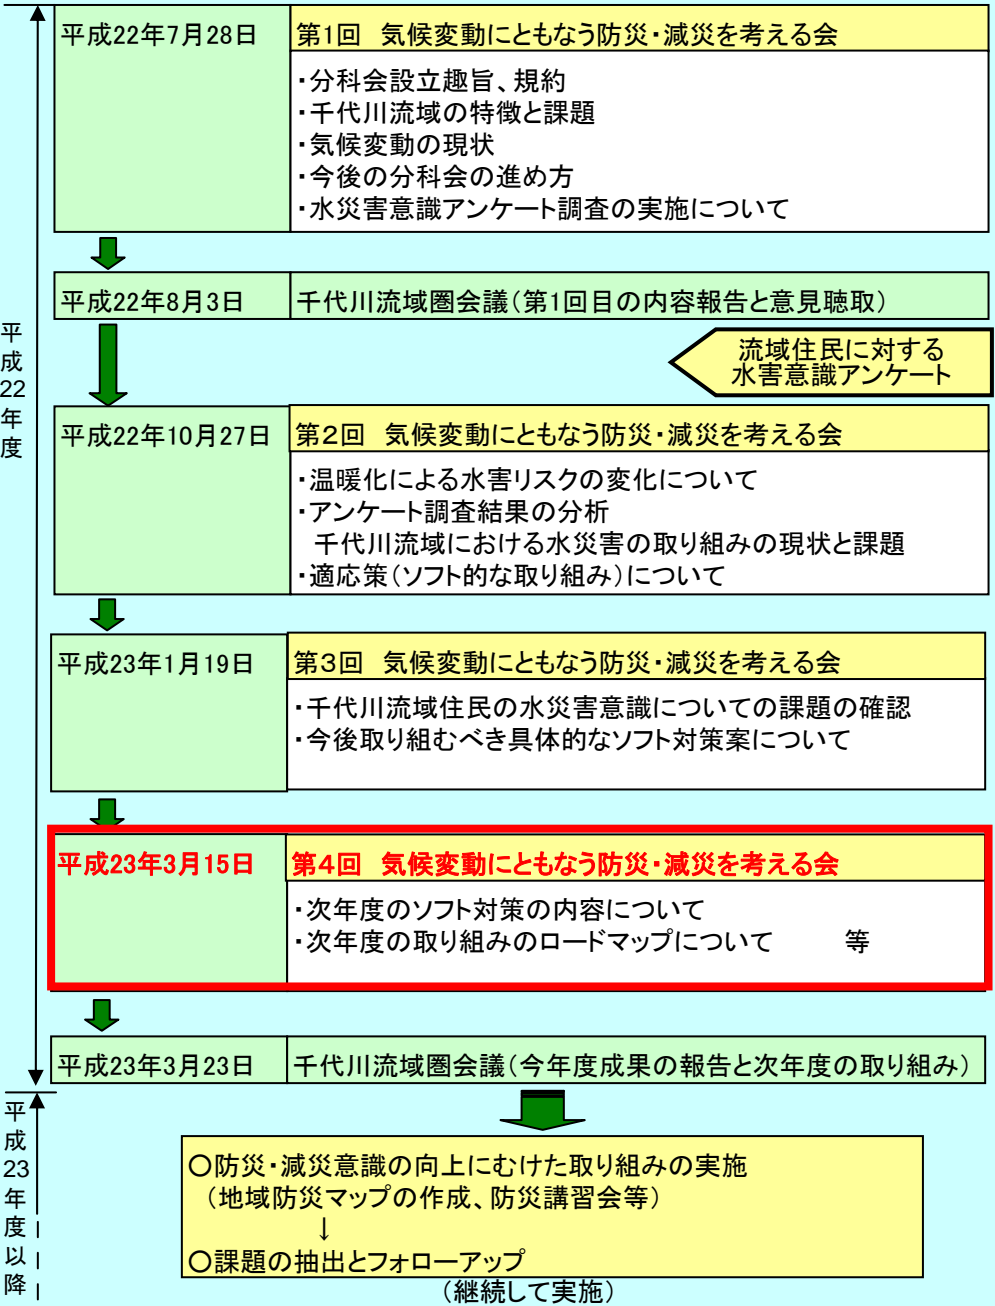 平成22年度
平成22年7月28日
第1回　気候変動にともなう防災・減災を考える会
・分科会設立趣旨、規約
・千代川流域の特徴と課題
・気候変動の現状
・今後の分科会の進め方
・水災害意識アンケート調査の実施について
平成22年8月3日
千代川流域圏会議（第1回目の内容報告と意見聴取）
流域住民に対する
水害意識アンケート
平成22年10月27日
第２回　気候変動にともなう防災・減災を考える会
・温暖化による水害リスクの変化について
・アンケート調査結果の分析
千代川流域における水災害の取り組みの現状と課題
・適応策（ソフト的な取り組み）について
平成23年1月19日
第３回　気候変動にともなう防災・減災を考える会
・千代川流域住民の水災害意識についての課題の確認
・今後取り組むべき具体的なソフト対策案について
平成23年3月15日
第４回　気候変動にともなう防災・減災を考える会
・次年度のソフト対策の内容について
・次年度の取り組みのロードマップについて　　　等
平成23年3月23日
千代川流域圏会議（今年度成果の報告と次年度の取り組み）
平成23年度以降
○防災・減災意識の向上にむけた取り組みの実施
（地域防災マップの作成、防災講習会等）
↓
○課題の抽出とフォローアップ
（継続して実施）